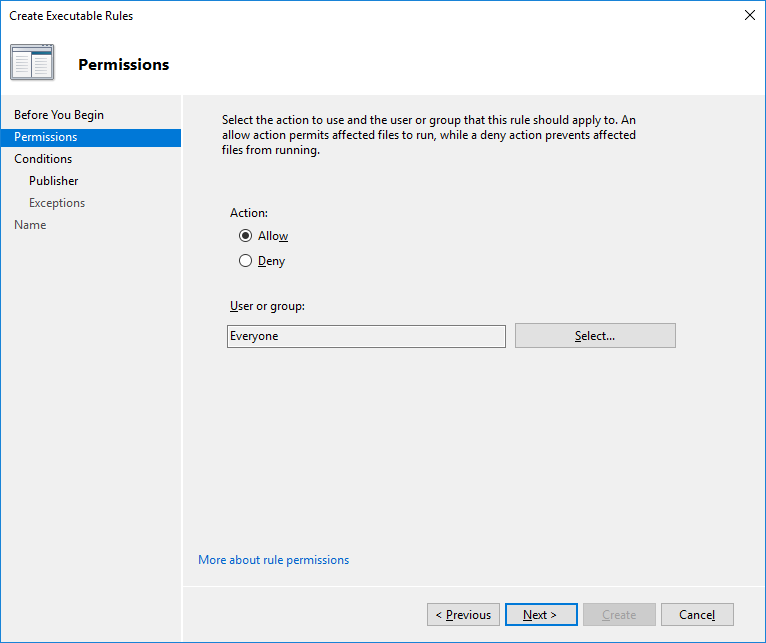 Create Executable Rules
Permissions
Before You Begin
Permissions
Conditions
Publisher
Exceptions
Name
Select the action to use and the user or group that this rule should apply to. An
allow action permits affected files to run, while a deny action prevents affected
files from running.
Action:
Allow
Deny
User or group:
Everyone
Select...
More about rule permissions
< Previous
Next >
Create
Cancel